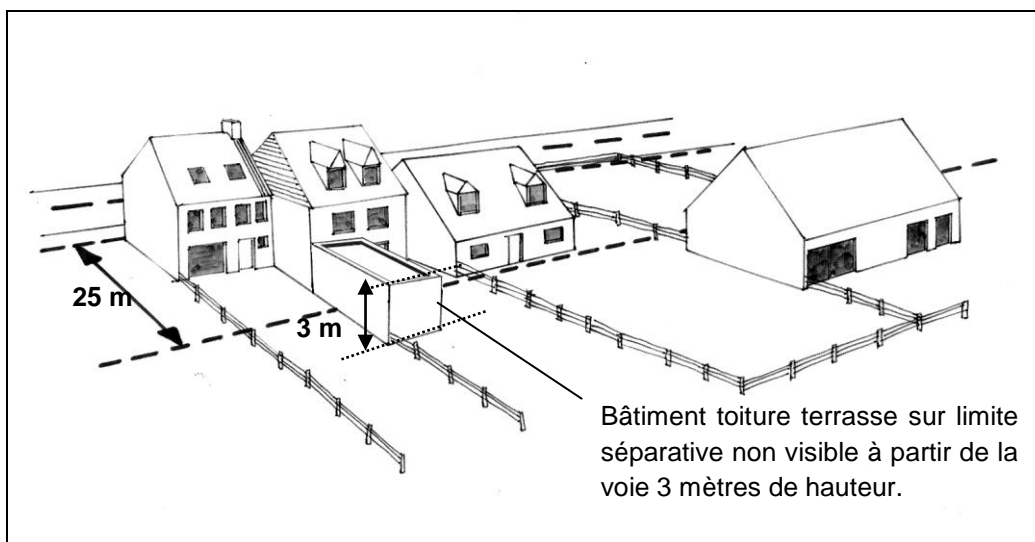 25 m
3 m
Bâtiment toiture terrasse sur limite
séparative non visible à partir de la
voie 3 mètres de hauteur.